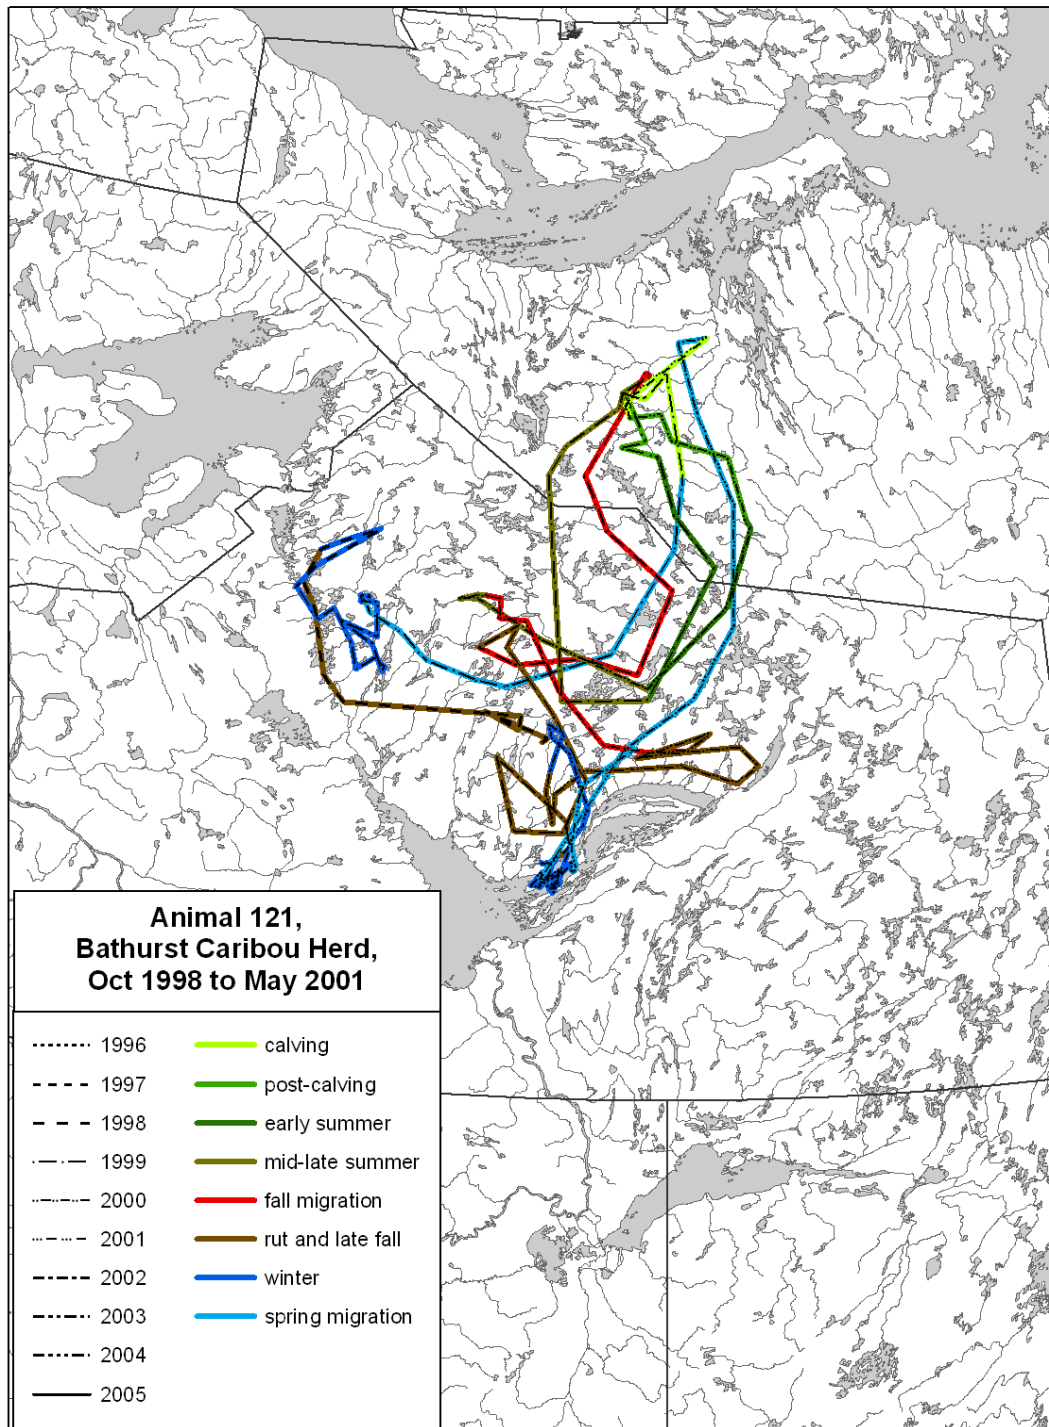 Animal 121,
Bathurst Caribou Herd,
Oct 1998 to May 2001
1996
1997
1998
1999
2000
2001
2002
2003
2004
2005
calving
post-calving
early summer
mid-late summer
fall migration
rut and late fall
winter
spring migration